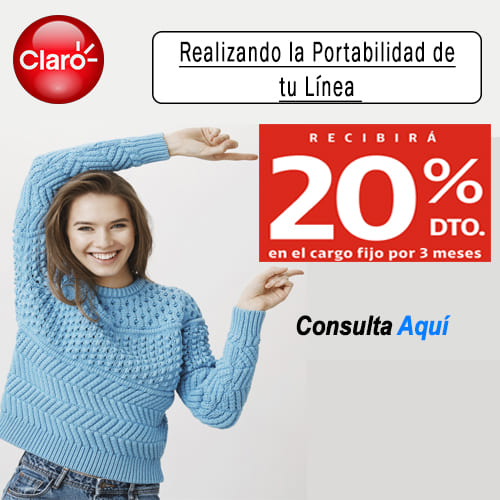 Claro
Realizando la Portabilidad de
tu Línea
RECIBIRÁ
20%
DTO.
en el cargo fijo por 3 meses
Consulta Aquí